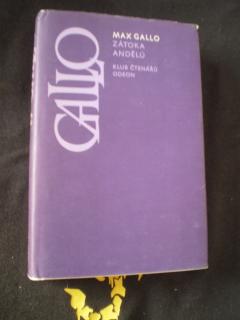 GALLO
MAX GALLO
ZÁTOKA
ANDĚLŮ
KLUB ČTENÁŘŮ
ODEON